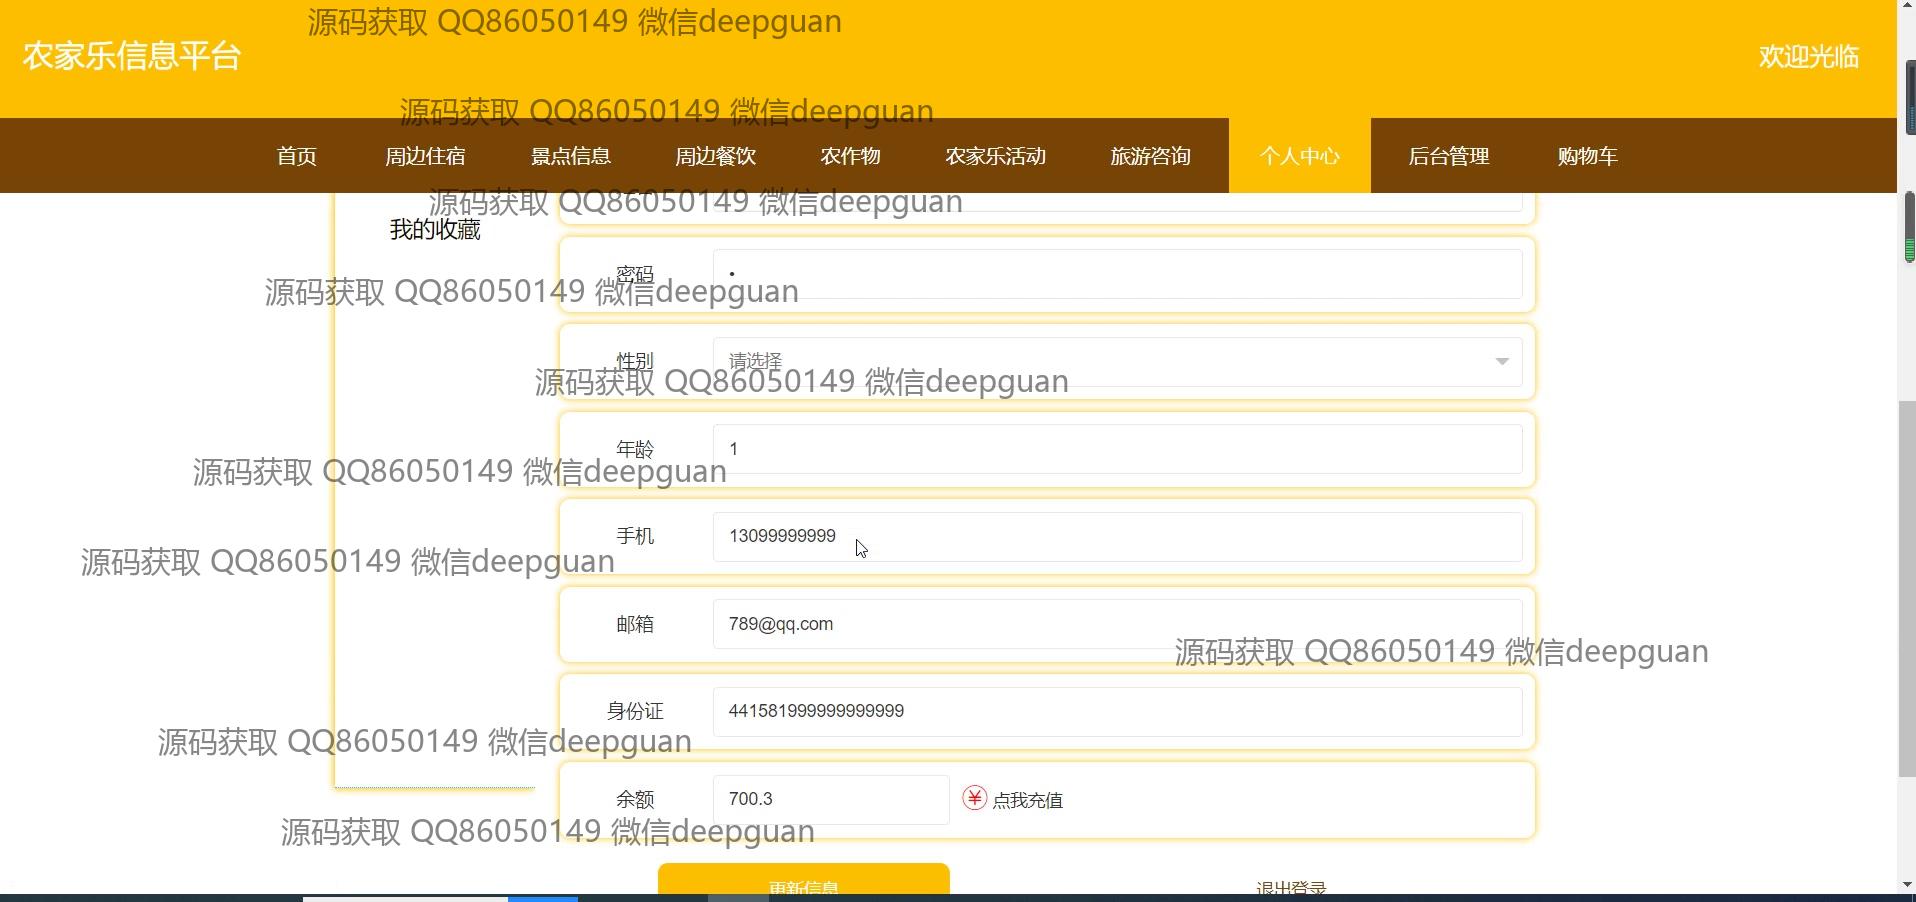 源码获取 QQ86050149 微信deepguan
农家乐信息平台
欢迎光临
源码获取 QQ86050149 微信deepguan
首页 周边住宿 景点信息 周边餐饮 农作物 农家乐活动 旅游咨询 个人中心 后台管理 购物车
源码获取 QQ86050149 微信deepguan
我的收藏
密码 •
源码获取 QQ86050149 微信deepguan
性别 请选择
源码获取 QQ86050149 微信deepguan
年龄 1
源码获取 QQ86050149 微信deepguan
手机 13099999999
源码获取 QQ86050149 微信deepguan
邮箱 789@qq.com
源码获取 QQ86050149 微信deepguan
身份证 441581999999999999
源码获取 QQ86050149 微信deepguan
余额 700.3 ¥ 点我充值
源码获取 QQ86050149 微信deepguan
更新信息 退出登录